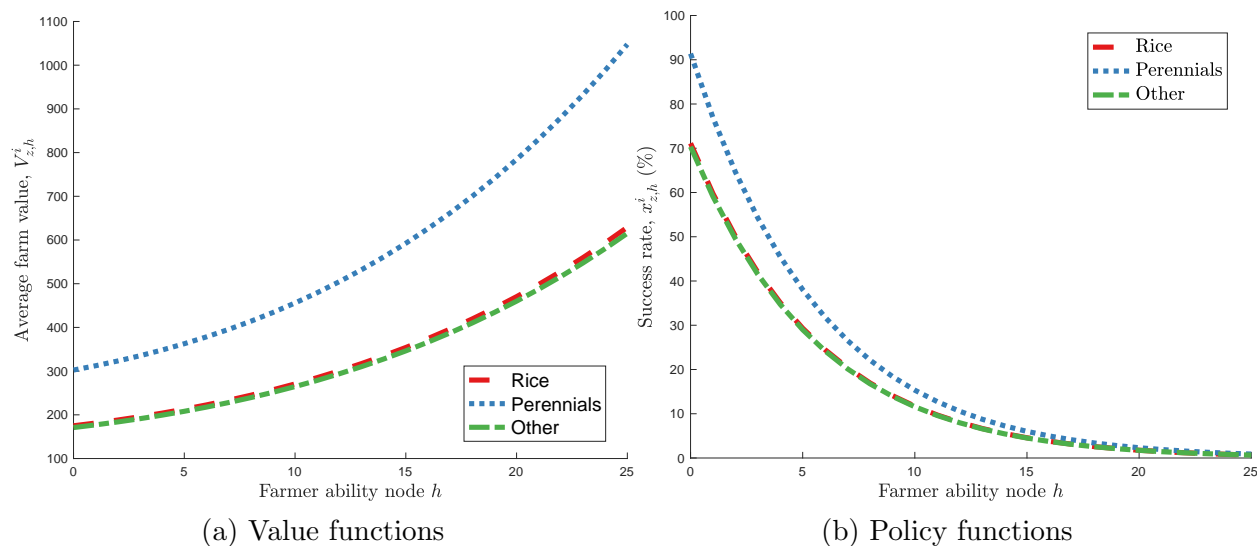 1100
1000
900
800
700
600
500
400
300
200
100
0
5
10
15
20
25
Average farm value, $V^i_{z,h}$
Farmer ability node $h$
Rice
Perennials
Other
(a) Value functions
100
90
80
70
60
50
40
30
20
10
0
0
5
10
15
20
25
Success rate, $x^i_{z,h}$ (%)
Farmer ability node $h$
Rice
Perennials
Other
(b) Policy functions